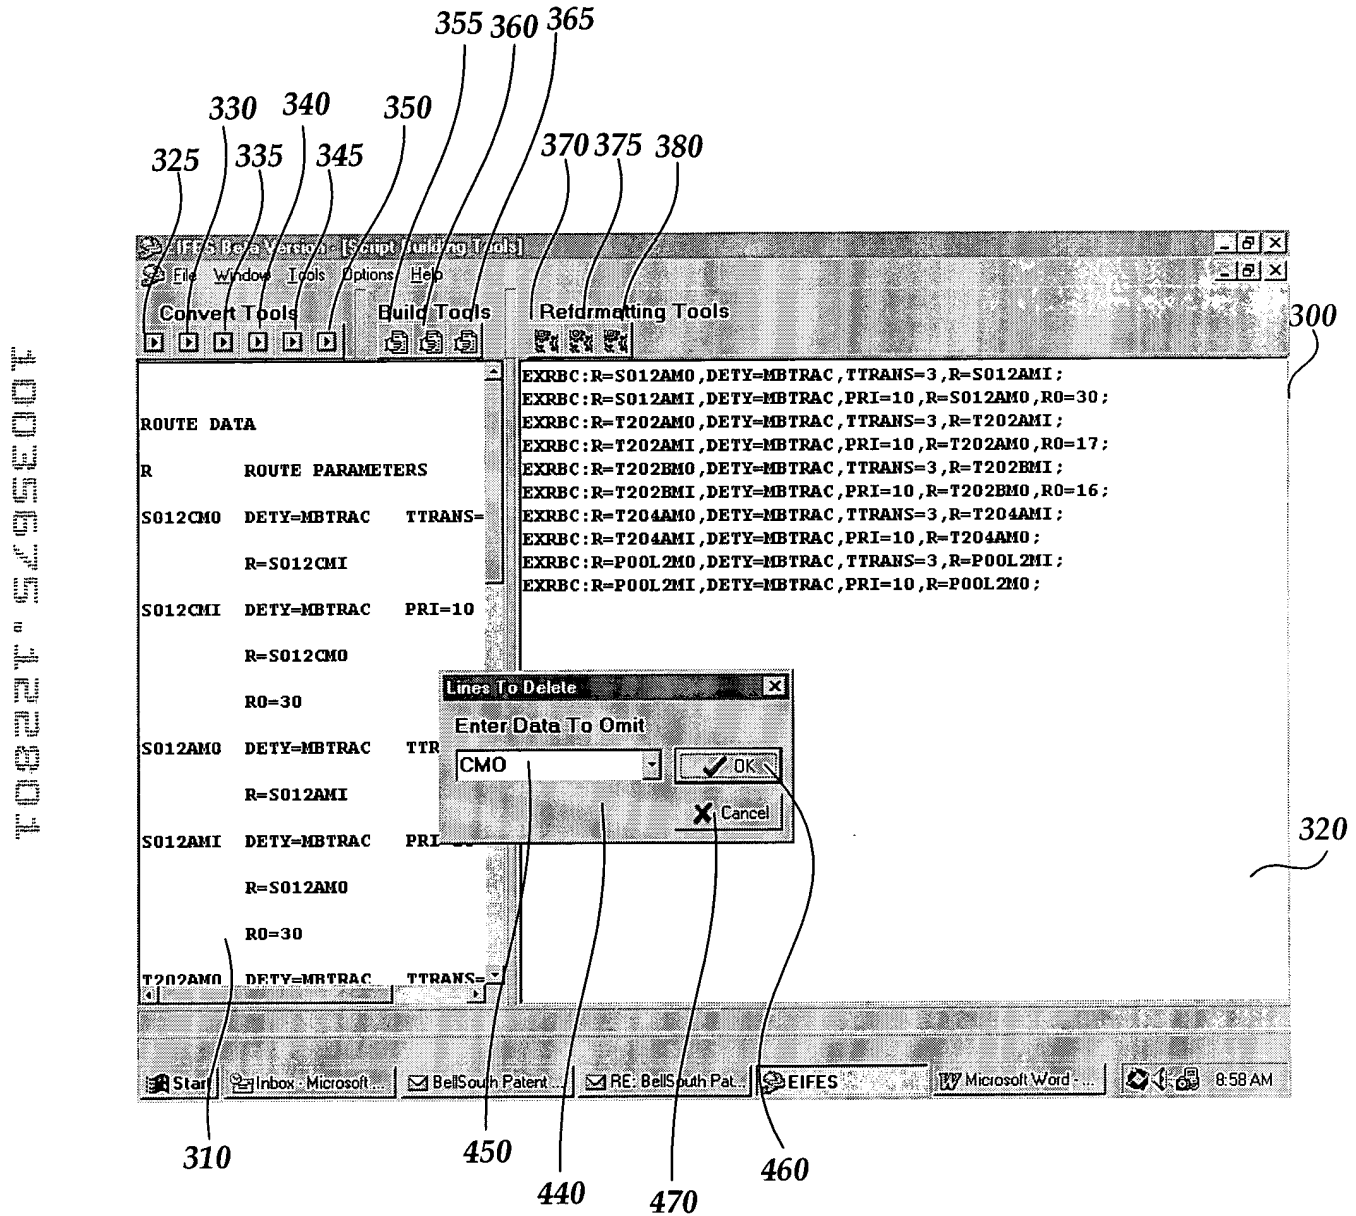 355 360 365
330 340 350
325 335 345
370 375 380
EIFES Beta Version - [Script Building Tools]
File Window Tools Options Help
Convert Tools Build Tools Reformatting Tools
300
ROUTE DATA
R ROUTE PARAMETERS
S012CMO DETY=MBTRAC TTRANS=
R=S012CMI
S012CMI DETY=MBTRAC PRI=10
R=S012CMO
RO=30
S012AMO DETY=MBTRAC TTR
R=S012AMI
S012AMI DETY=MBTRAC PRI
R=S012AMO
RO=30
T202AMO DETY=MBTRAC TTRANS=
EXRBC:R=S012AMO,DETY=MBTRAC,TTRANS=3,R=S012AMI;
EXRBC:R=S012AMI,DETY=MBTRAC,PRI=10,R=S012AMO,RO=30;
EXRBC:R=T202AMO,DETY=MBTRAC,TTRANS=3,R=T202AMI;
EXRBC:R=T202AMI,DETY=MBTRAC,PRI=10,R=T202AMO,RO=17;
EXRBC:R=T202BMO,DETY=MBTRAC,TTRANS=3,R=T202BMI;
EXRBC:R=T202BMI,DETY=MBTRAC,PRI=10,R=T202BMO,RO=16;
EXRBC:R=T204AMO,DETY=MBTRAC,TTRANS=3,R=T204AMI;
EXRBC:R=T204AMI,DETY=MBTRAC,PRI=10,R=T204AMO;
EXRBC:R=POOL2MO,DETY=MBTRAC,TTRANS=3,R=POOL2MI;
EXRBC:R=POOL2MI,DETY=MBTRAC,PRI=10,R=POOL2MO;
Lines To Delete
Enter Data To Omit
CMO
OK
Cancel
320
Start Inbox - Microsoft ... BellSouth Patent ... RE: BellSouth Pat... EIFES Microsoft Word - ... 8:58 AM
310 450 440 470 460
10035675.122801